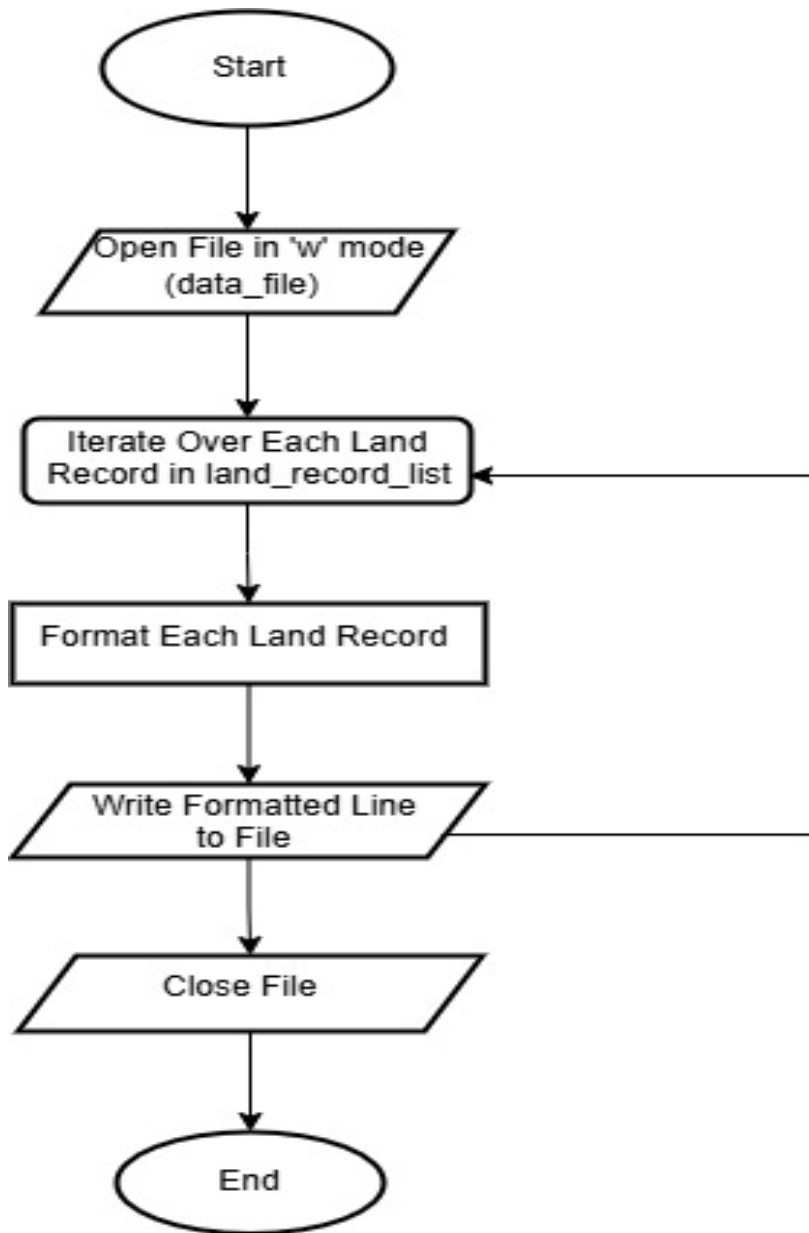 Start
Open File in 'w' mode
(data_file)
Iterate Over Each Land
Record in land_record_list
Format Each Land Record
Write Formatted Line
to File
Close File
End